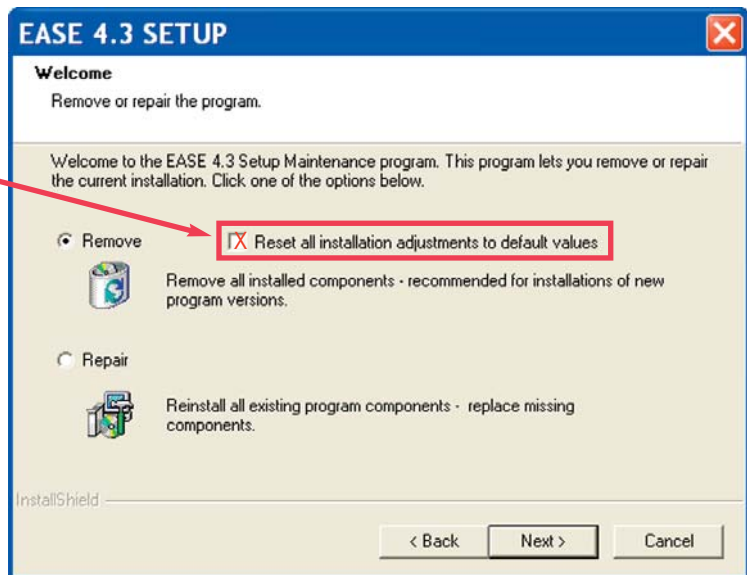 EASE 4.3 SETUP
Welcome
Remove or repair the program.
Welcome to the EASE 4.3 Setup Maintenance program. This program lets you remove or repair
the current installation. Click one of the options below.
Remove
X Reset all installation adjustments to default values
Remove all installed components - recommended for installations of new
program versions.
Repair
Reinstall all existing program components - replace missing
components.
InstallShield
< Back Next > Cancel